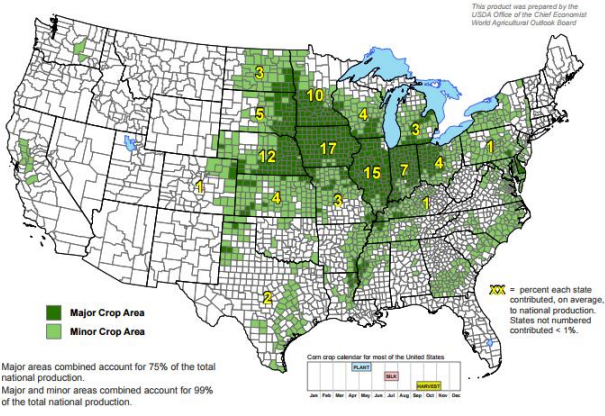 This product was prepared by the
USDA Office of the Chief Economist
World Agricultural Outlook Board
3
10
4
5
3
12
17
1
15
7
4
1
4
3
1
2
XX = percent each state
contributed, on average,
to national production.
States not numbered
contributed < 1%.
Major Crop Area
Minor Crop Area
Major areas combined account for 75% of the total
national production.
Major and minor areas combined account for 99%
of the total national production.
Corn crop calendar for most of the United States
PLANT
SILK
HARVEST
Jan Feb Mar Apr May Jun Jul Aug Sep Oct Nov Dec